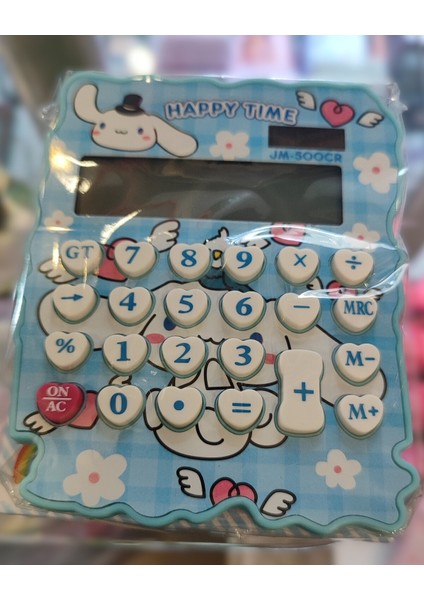 HAPPY TIME
JM-500CR
GT 7 8 9 × ÷
→ 4 5 6 − MRC
% 1 2 3 M−
ON
AC 0 • = + M+